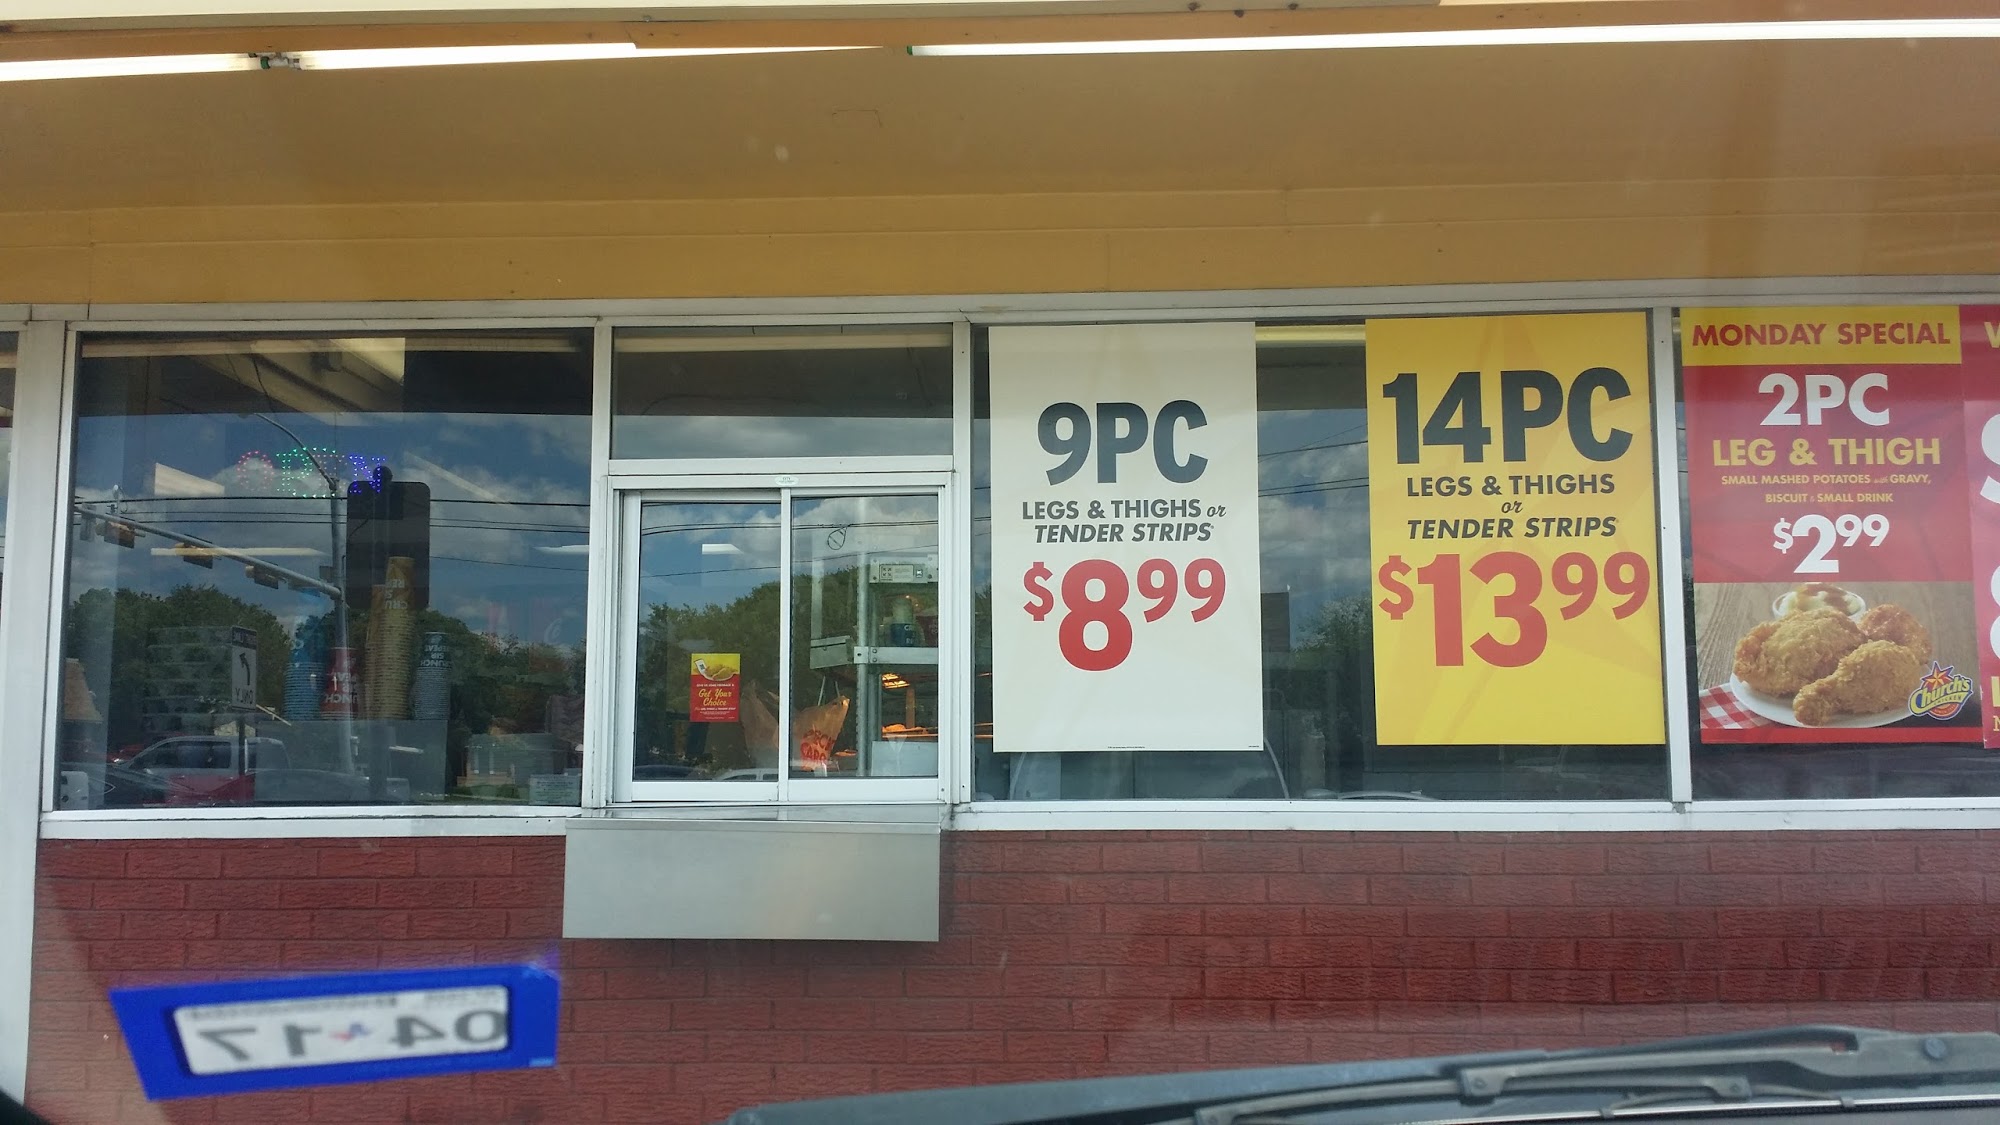 OPEN
9PC
LEGS & THIGHS or
TENDER STRIPS
$8.99
14PC
LEGS & THIGHS
or
TENDER STRIPS
$13.99
MONDAY SPECIAL
2PC
LEG & THIGH
SMALL MASHED POTATOES with GRAVY,
BISCUIT & SMALL DRINK
$2.99
Church's
CHICKEN
Get Your
Choice
ONLY
04 17